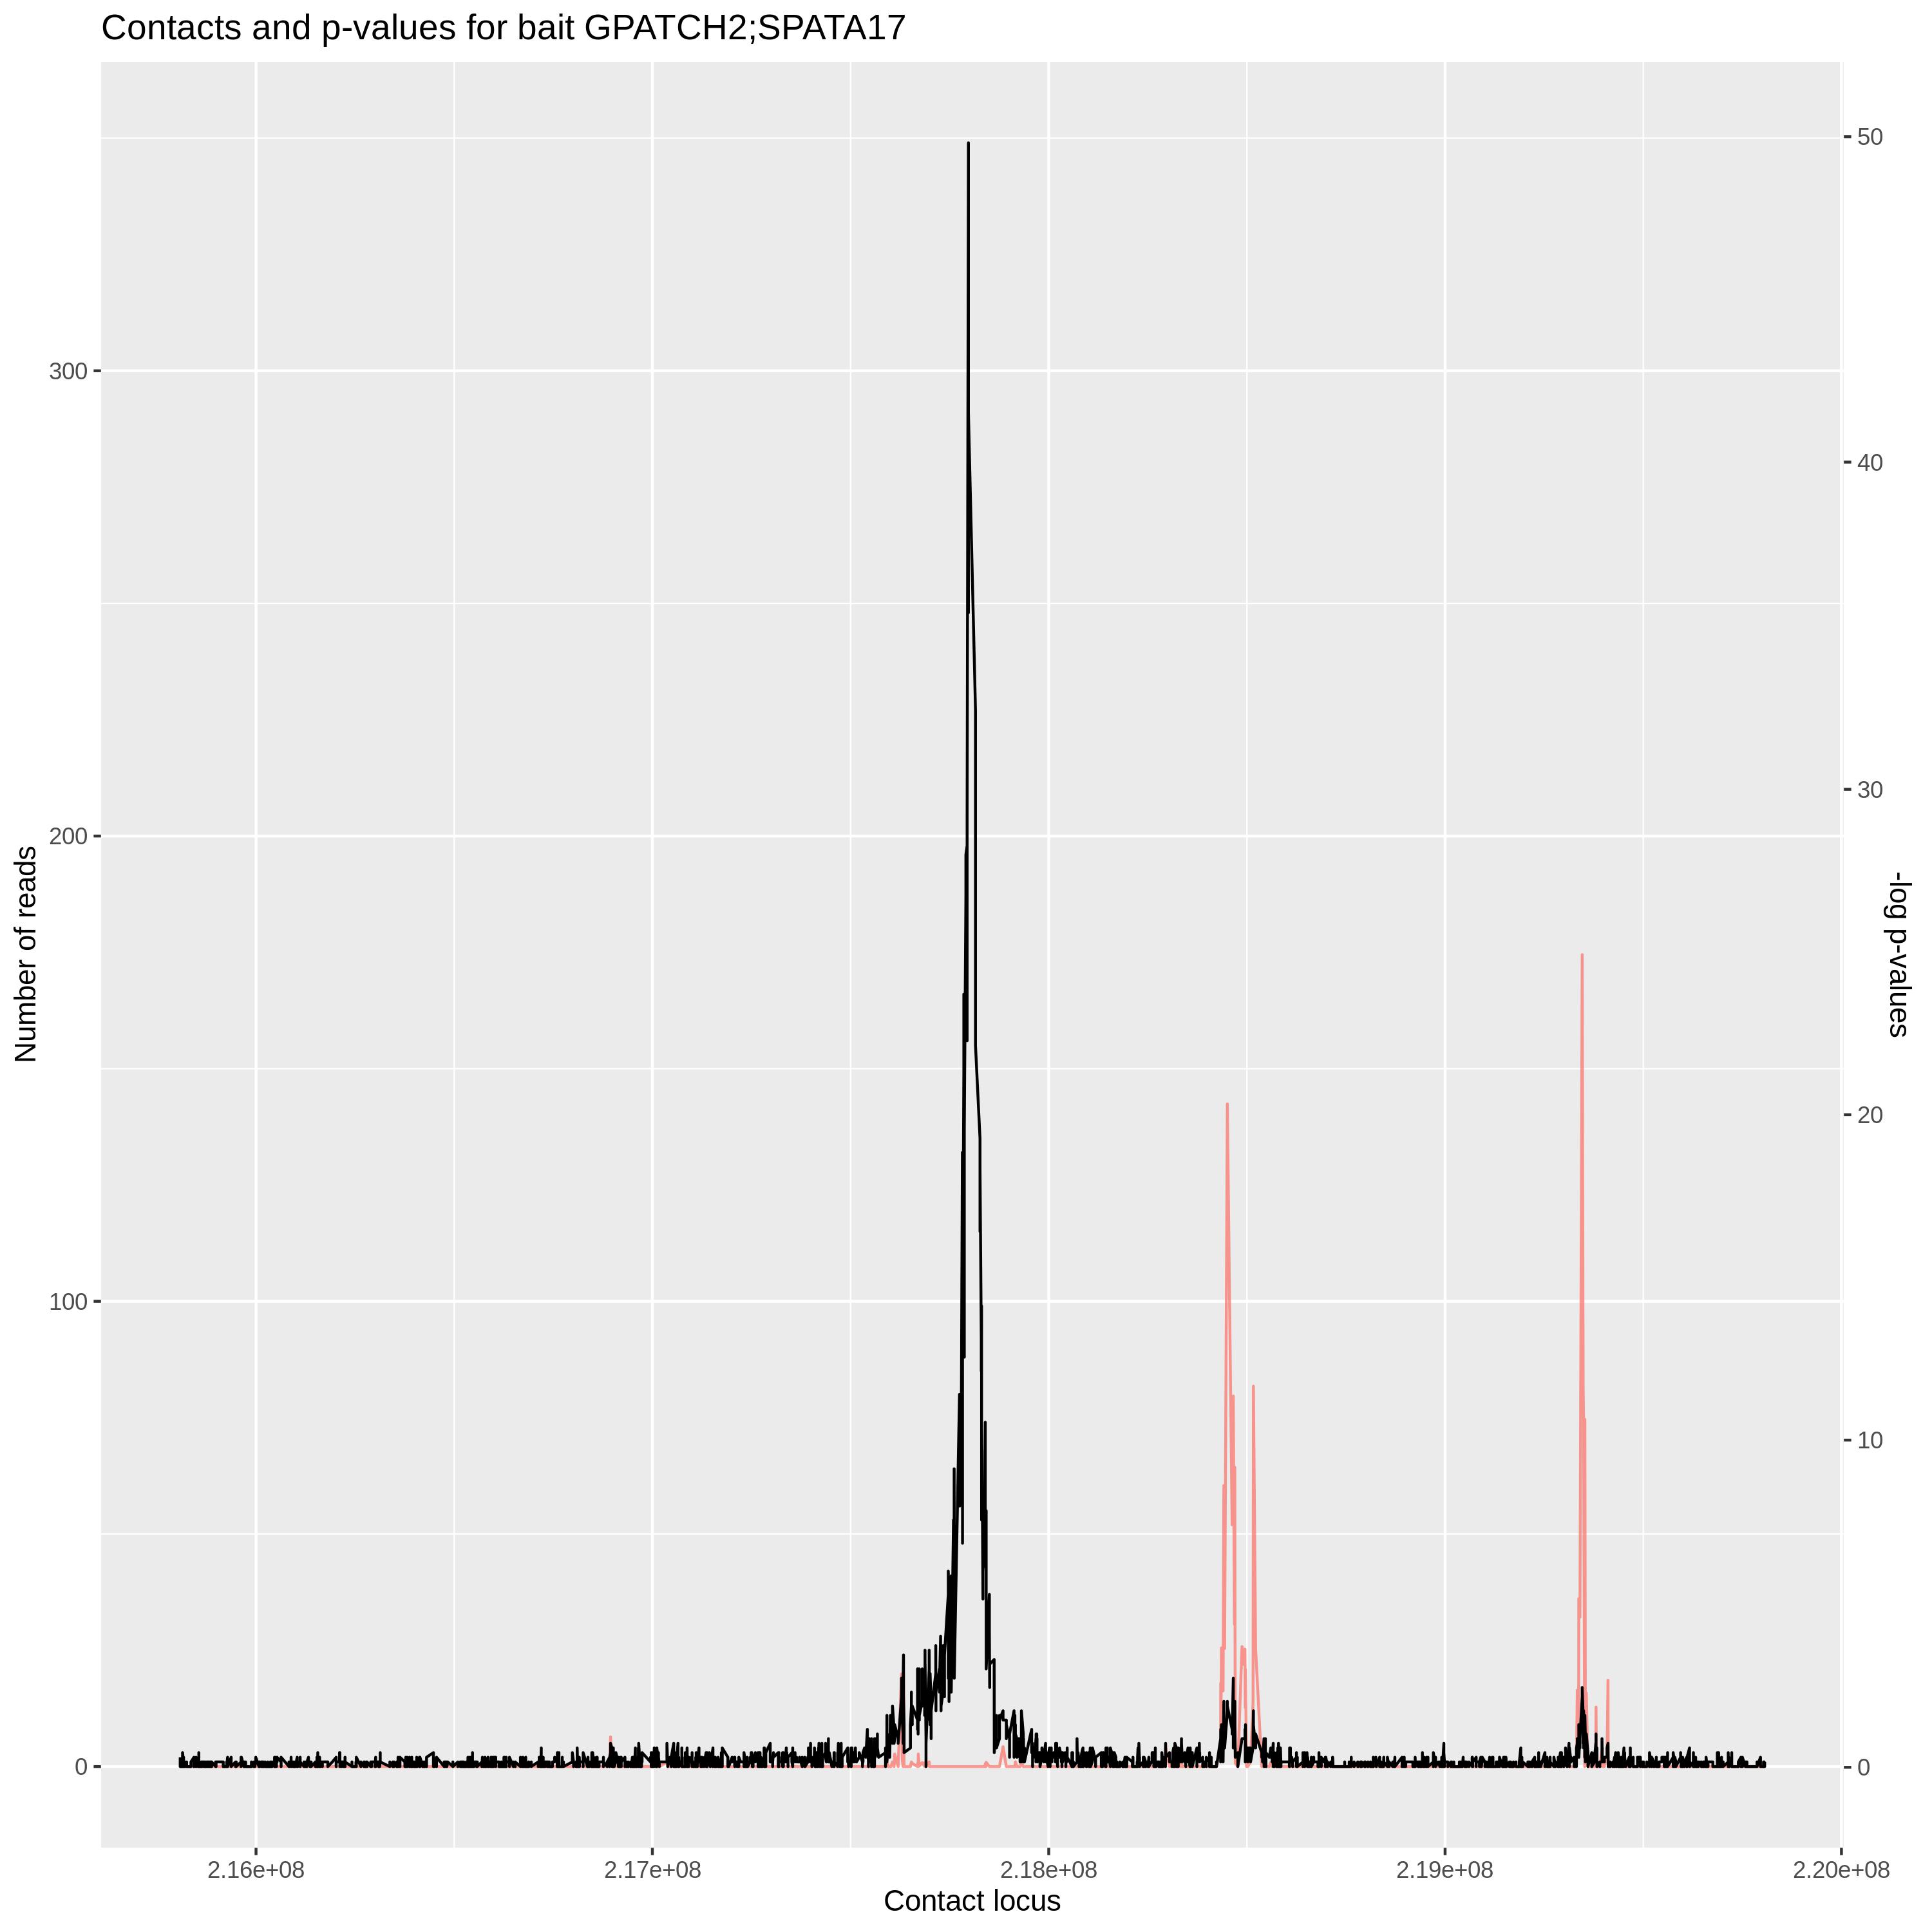 Contacts and p-values for bait GPATCH2;SPATA17
Number of reads
300
200
100
0
50
40
30
20
10
0
-log p-values
2.16e+08
2.17e+08
2.18e+08
2.19e+08
2.20e+08
Contact locus